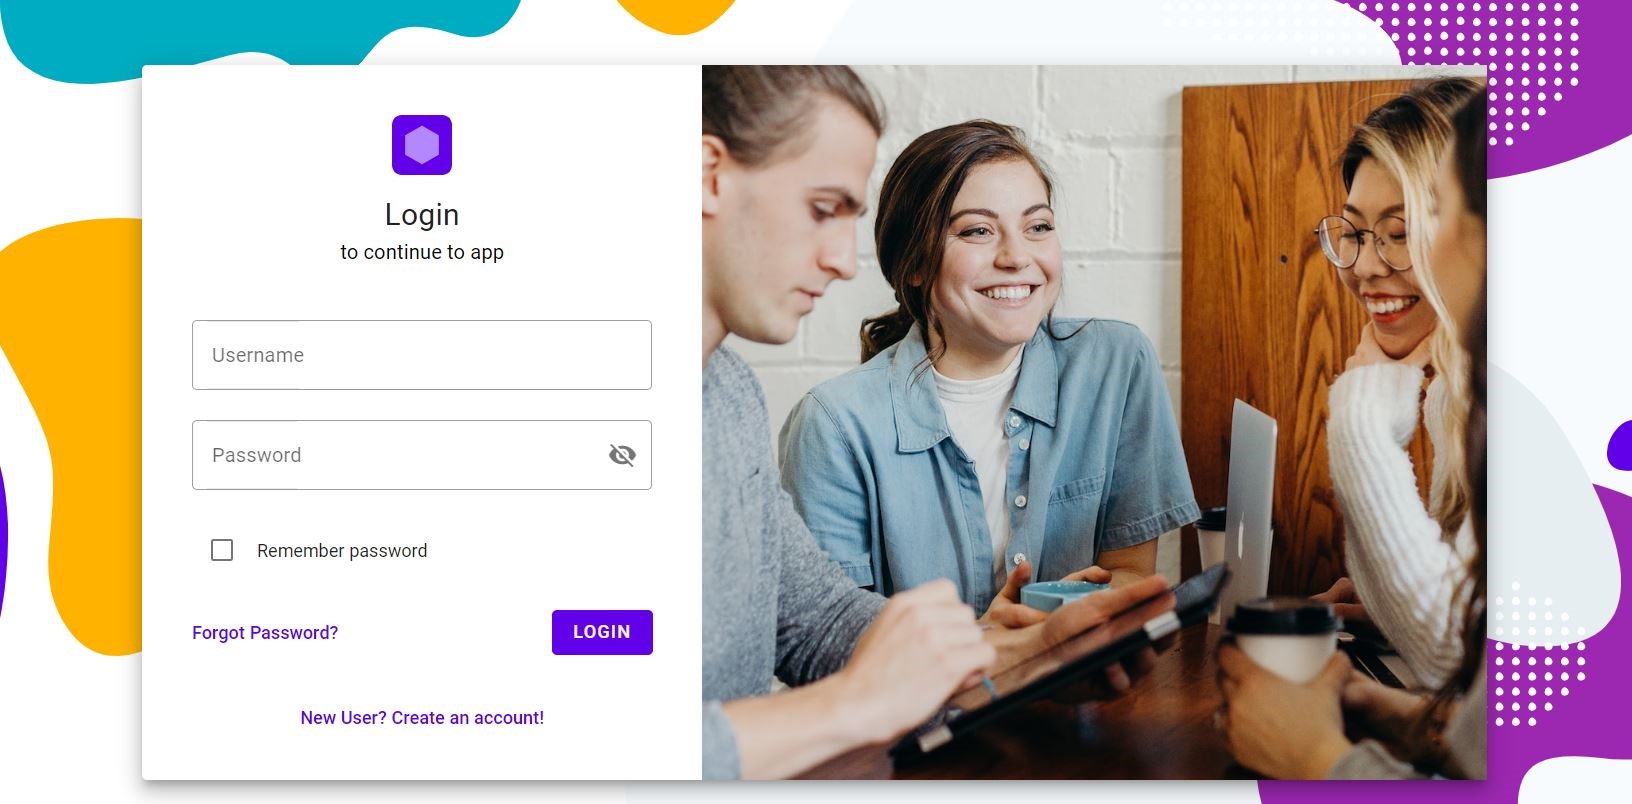 Login
to continue to app
Username
Password
Remember password
Forgot Password?
LOGIN
New User? Create an account!